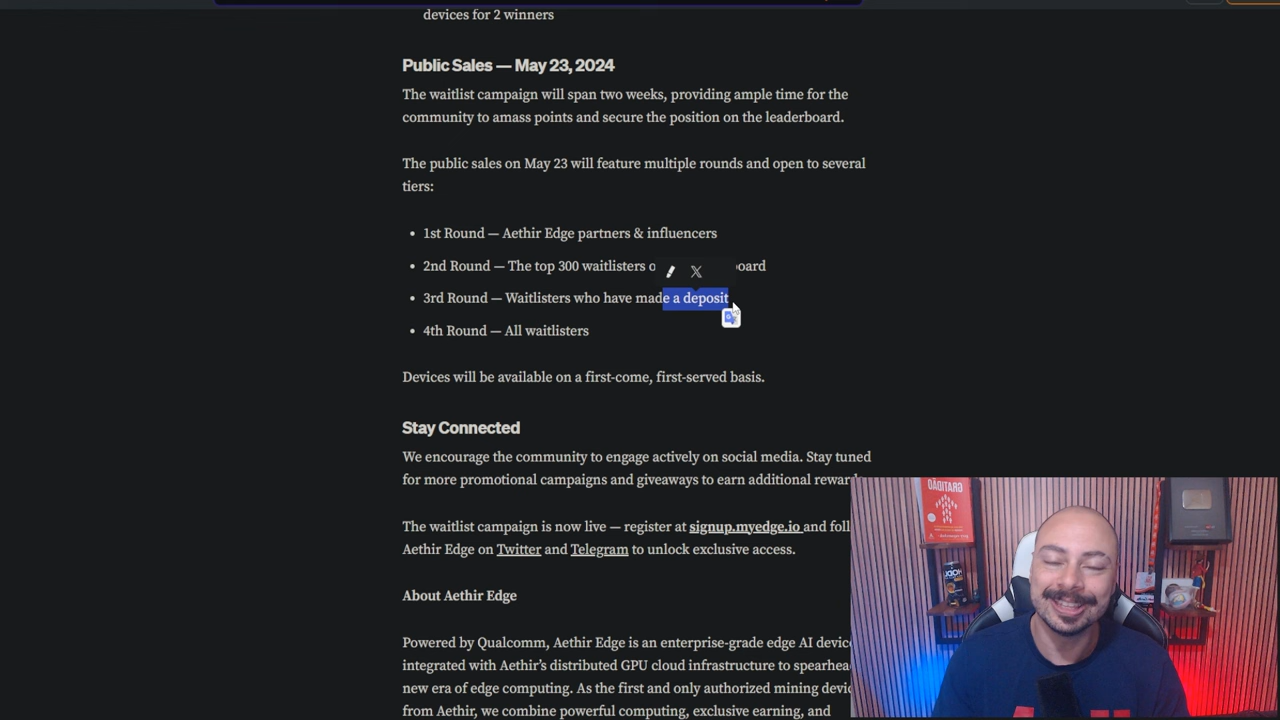 devices for 2 winners
Public Sales — May 23, 2024
The waitlist campaign will span two weeks, providing ample time for the
community to amass points and secure the position on the leaderboard.
The public sales on May 23 will feature multiple rounds and open to several
tiers:
• 1st Round — Aethir Edge partners & influencers
• 2nd Round — The top 300 waitlisters o oard
• 3rd Round — Waitlisters who have made a deposit
• 4th Round — All waitlisters
Devices will be available on a first-come, first-served basis.
Stay Connected
We encourage the community to engage actively on social media. Stay tuned
for more promotional campaigns and giveaways to earn additional reward
The waitlist campaign is now live — register at signup.myedge.io and foll
Aethir Edge on Twitter and Telegram to unlock exclusive access.
About Aethir Edge
Powered by Qualcomm, Aethir Edge is an enterprise-grade edge AI device
integrated with Aethir's distributed GPU cloud infrastructure to spearhea
new era of edge computing. As the first and only authorized mining devic
from Aethir, we combine powerful computing, exclusive earning, and